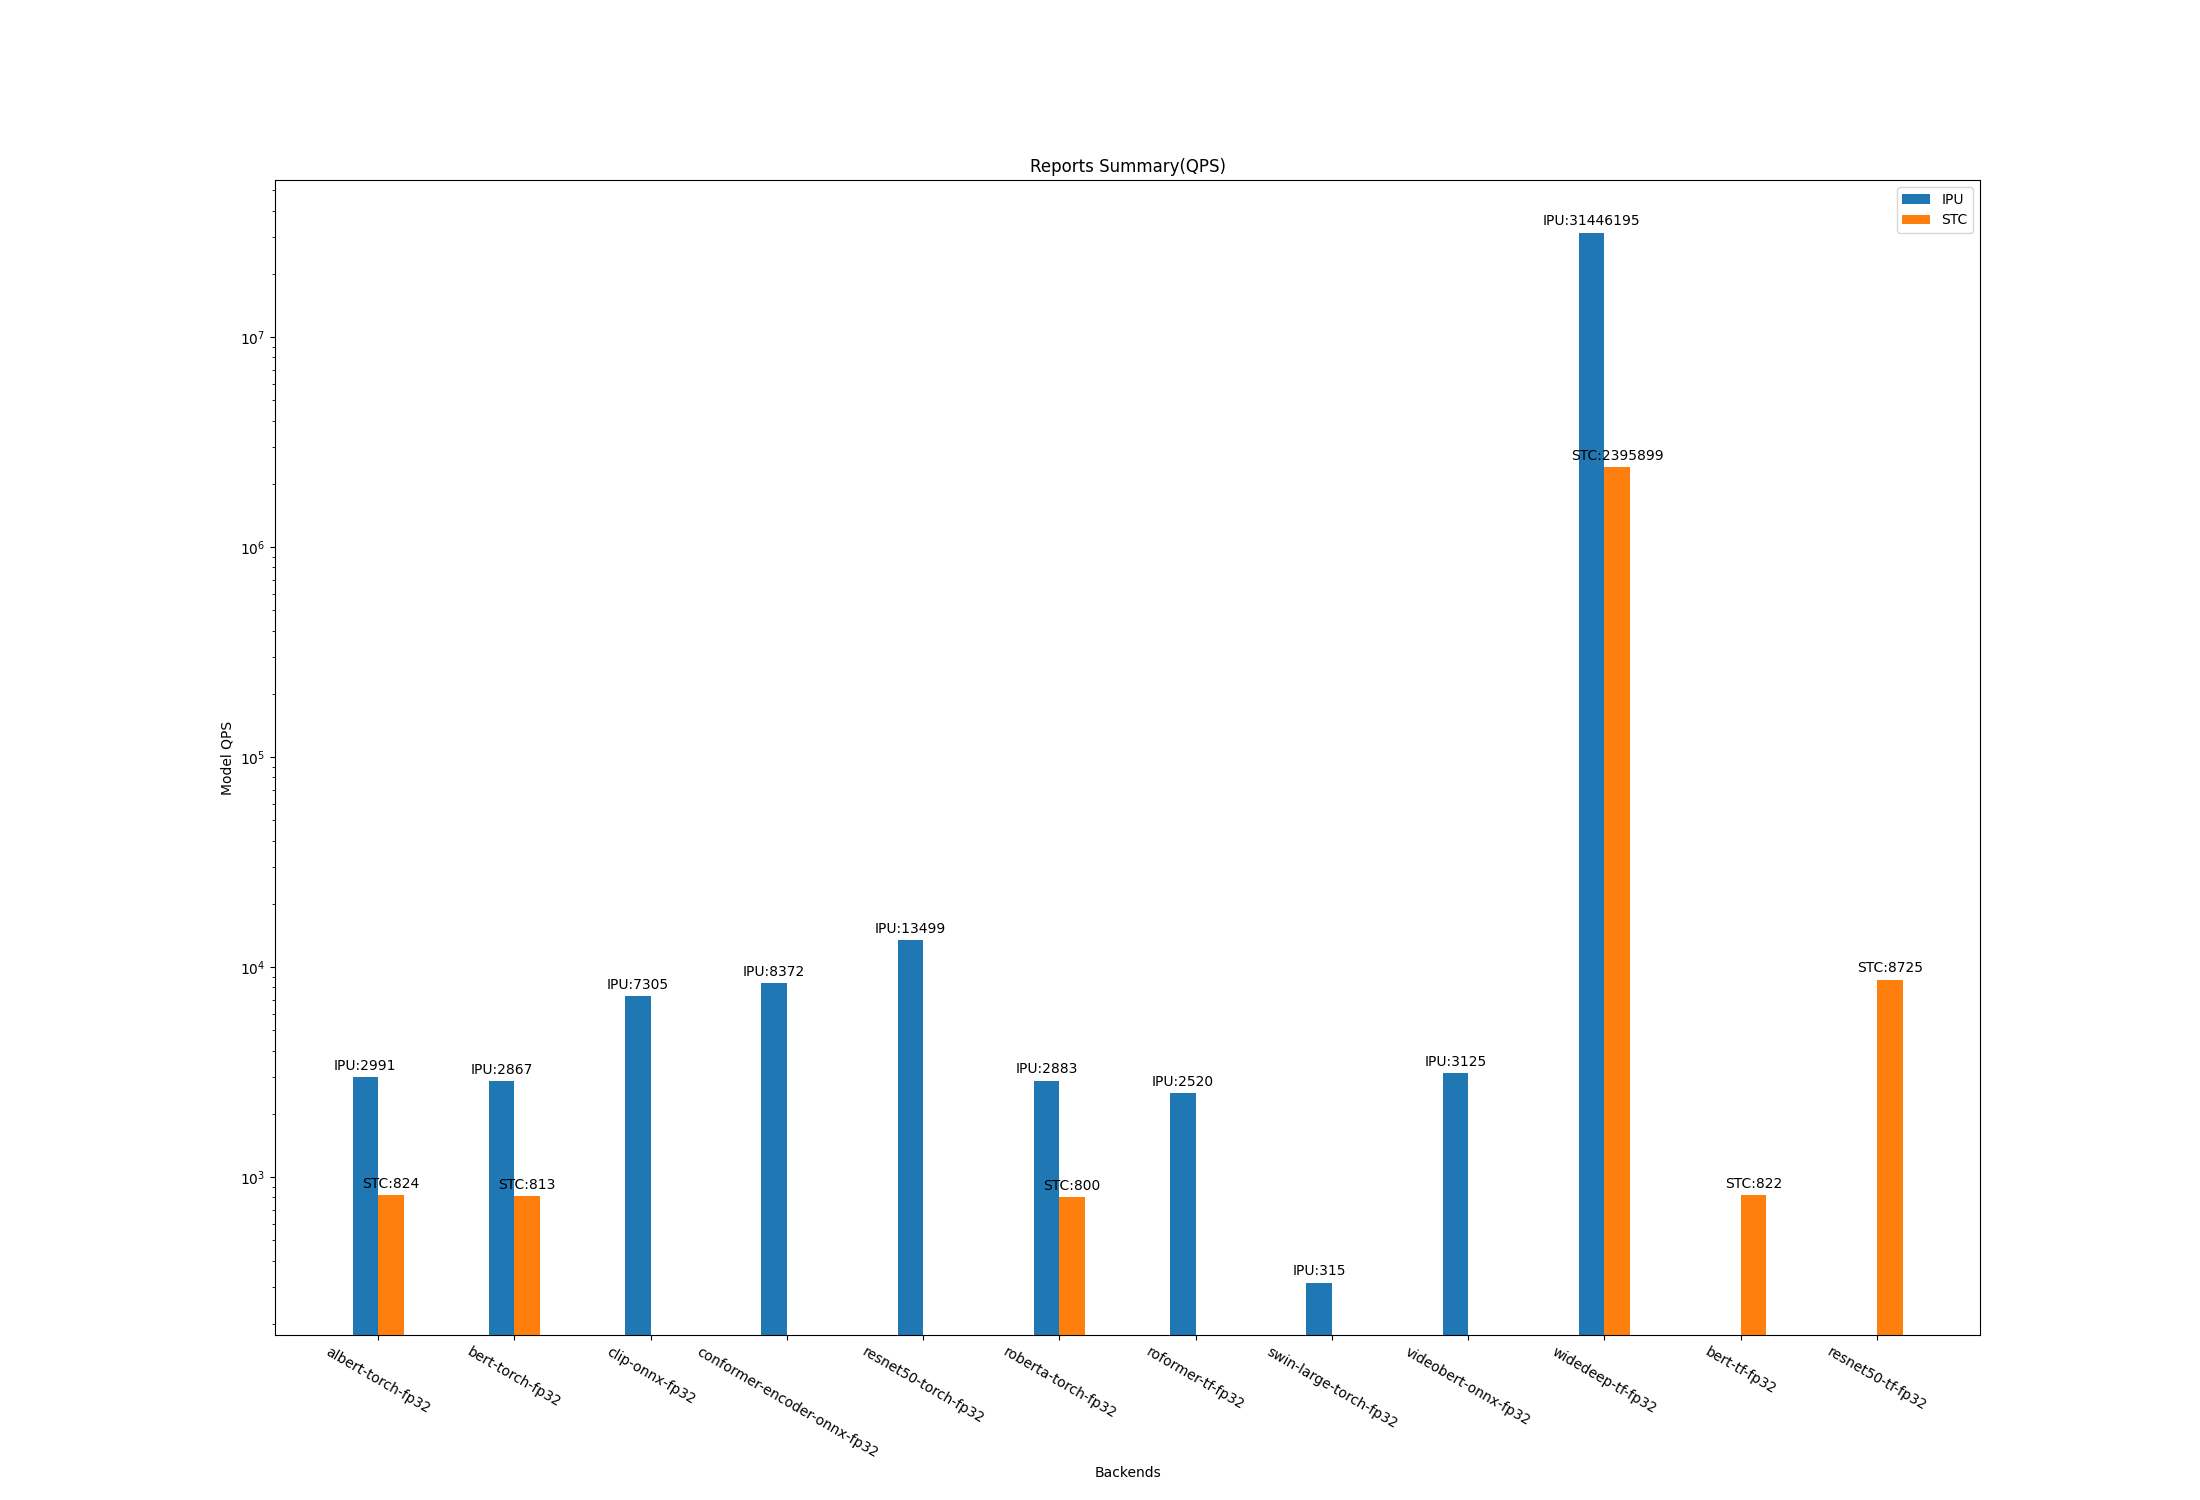 Reports Summary(QPS)
IPU
STC
Model QPS
10^7
10^6
10^5
10^4
10^3
IPU:2991
STC:824
IPU:2867
STC:813
IPU:7305
IPU:8372
IPU:13499
IPU:2883
STC:800
IPU:2520
IPU:315
IPU:3125
IPU:31446195
STC:2395899
STC:822
STC:8725
albert-torch-fp32
bert-torch-fp32
clip-onnx-fp32
conformer-encoder-onnx-fp32
resnet50-torch-fp32
roberta-torch-fp32
roformer-tf-fp32
swin-large-torch-fp32
videobert-onnx-fp32
widedeep-tf-fp32
bert-tf-fp32
resnet50-tf-fp32
Backends